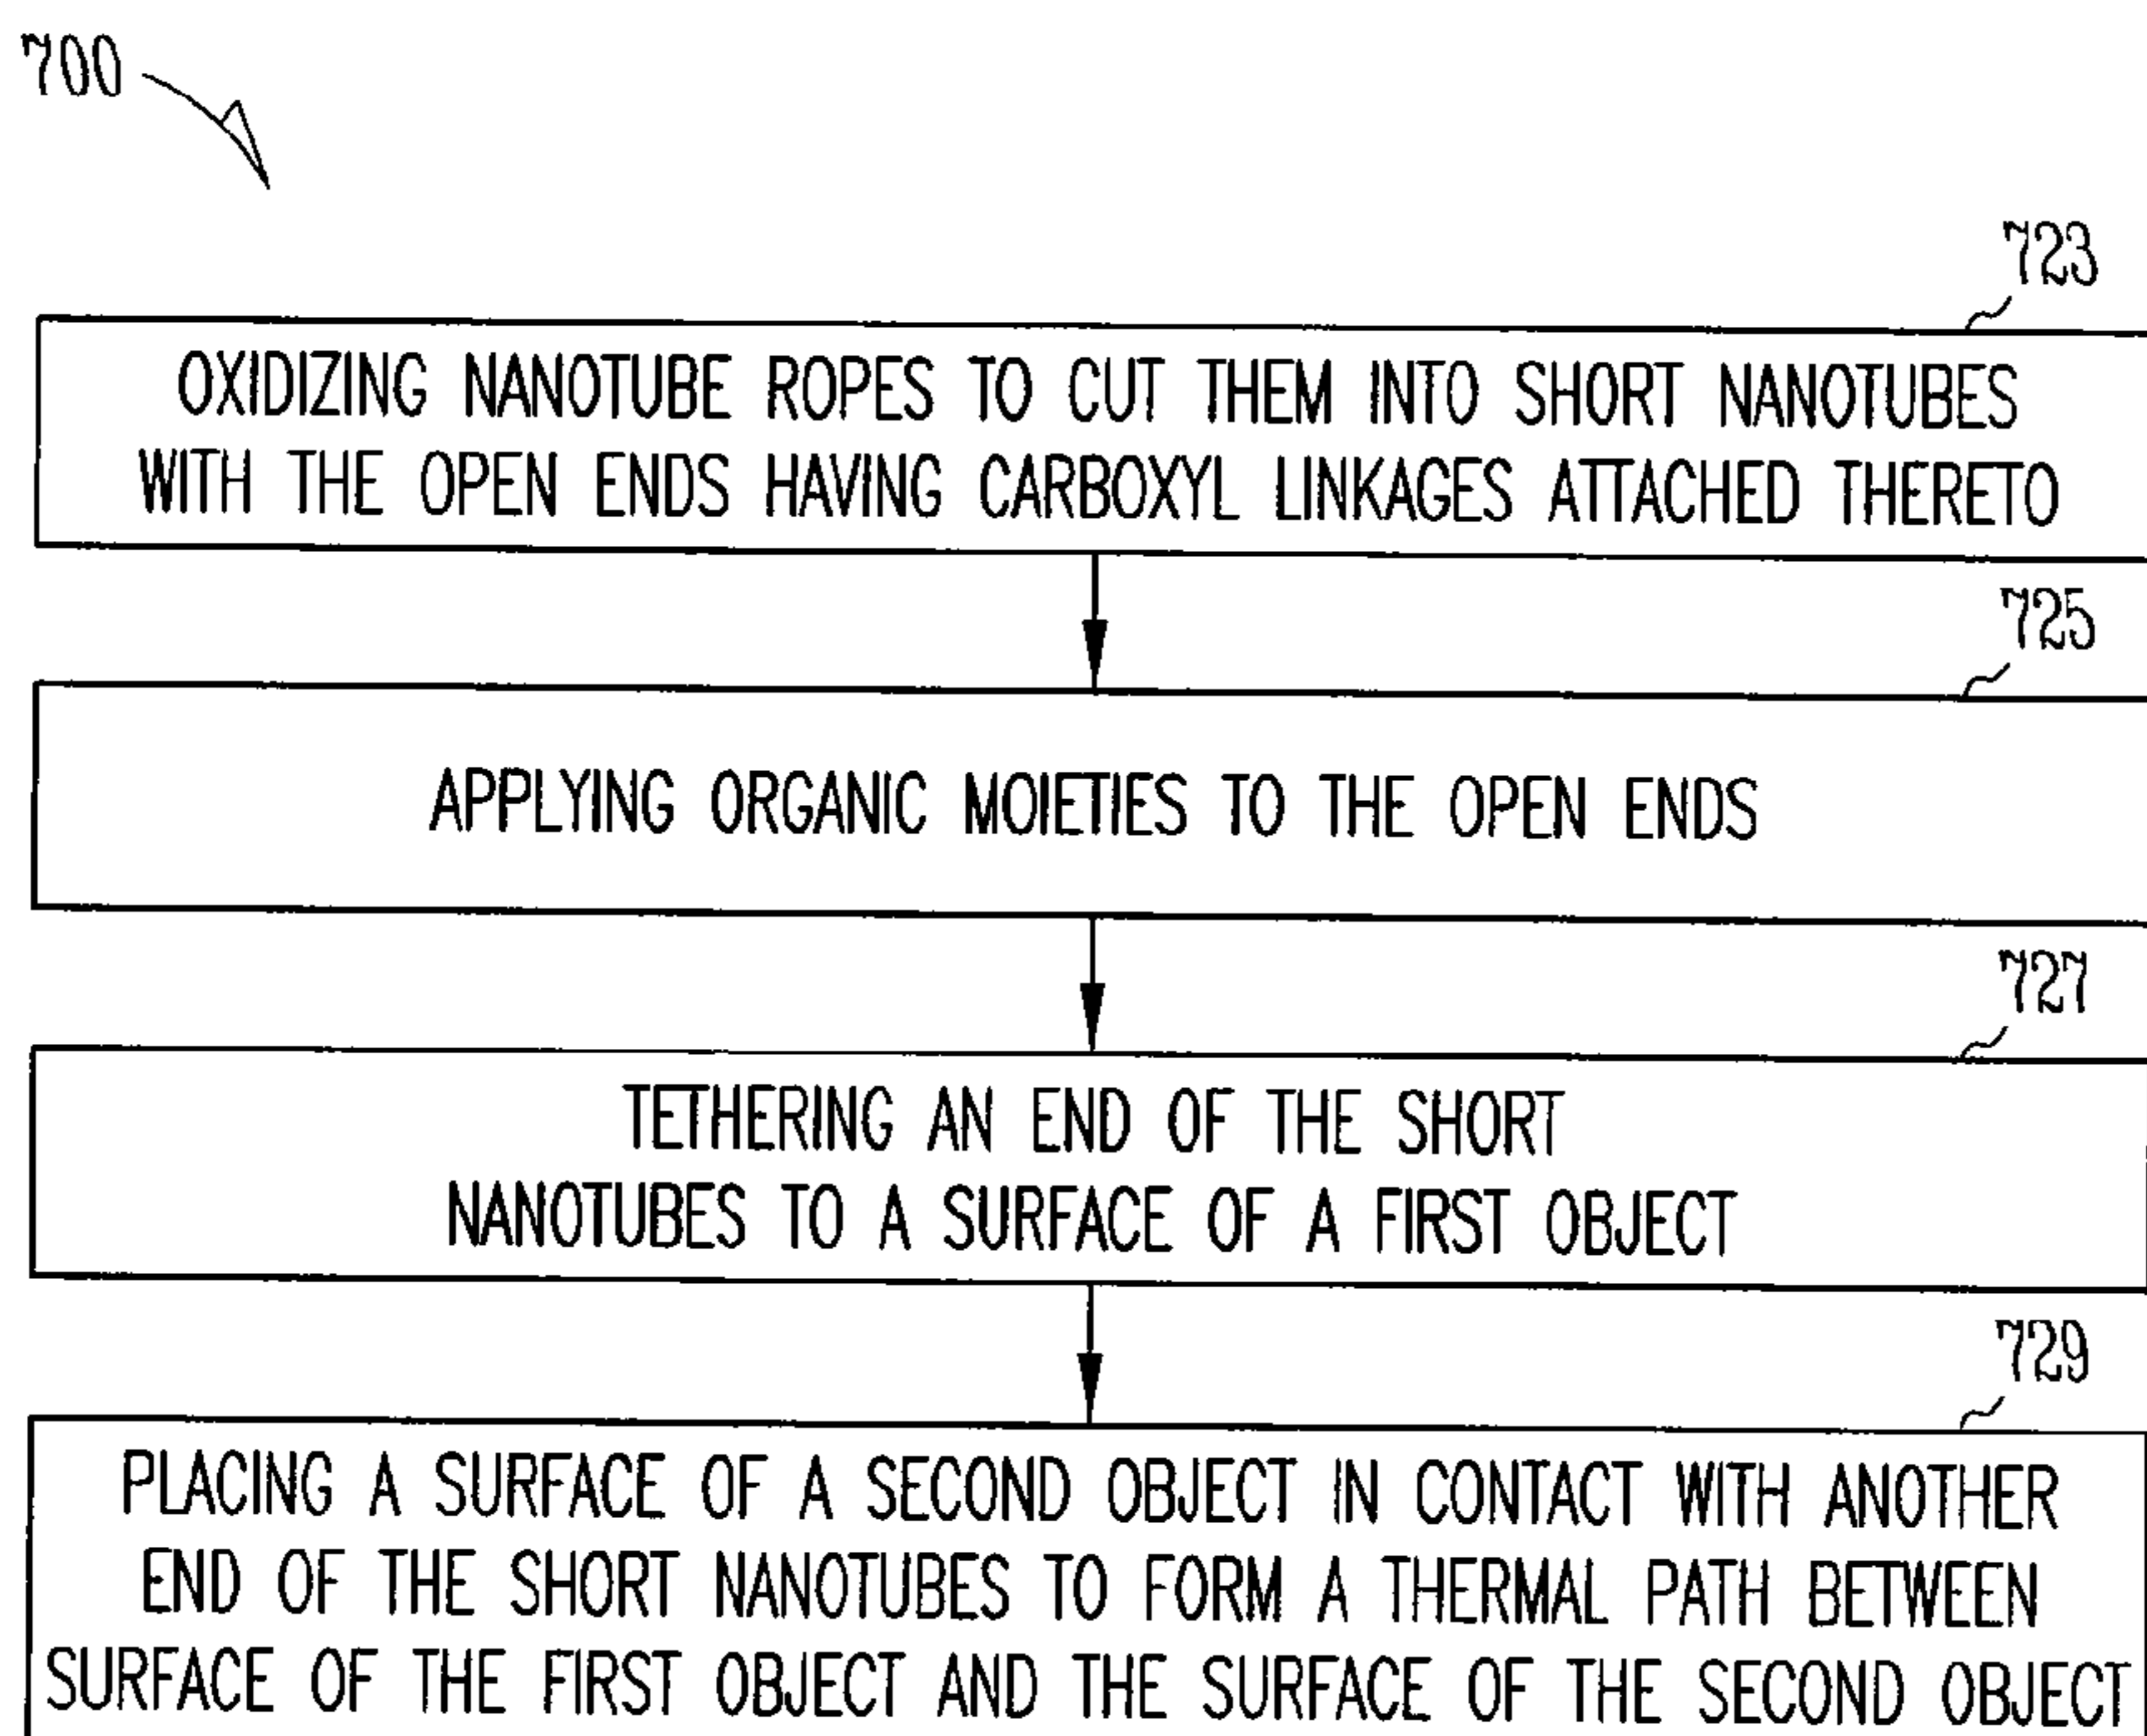 700
723
OXIDIZING NANOTUBE ROPES TO CUT THEM INTO SHORT NANOTUBES
WITH THE OPEN ENDS HAVING CARBOXYL LINKAGES ATTACHED THERETO
725
APPLYING ORGANIC MOIETIES TO THE OPEN ENDS
727
TETHERING AN END OF THE SHORT
NANOTUBES TO A SURFACE OF A FIRST OBJECT
729
PLACING A SURFACE OF A SECOND OBJECT IN CONTACT WITH ANOTHER
END OF THE SHORT NANOTUBES TO FORM A THERMAL PATH BETWEEN
SURFACE OF THE FIRST OBJECT AND THE SURFACE OF THE SECOND OBJECT